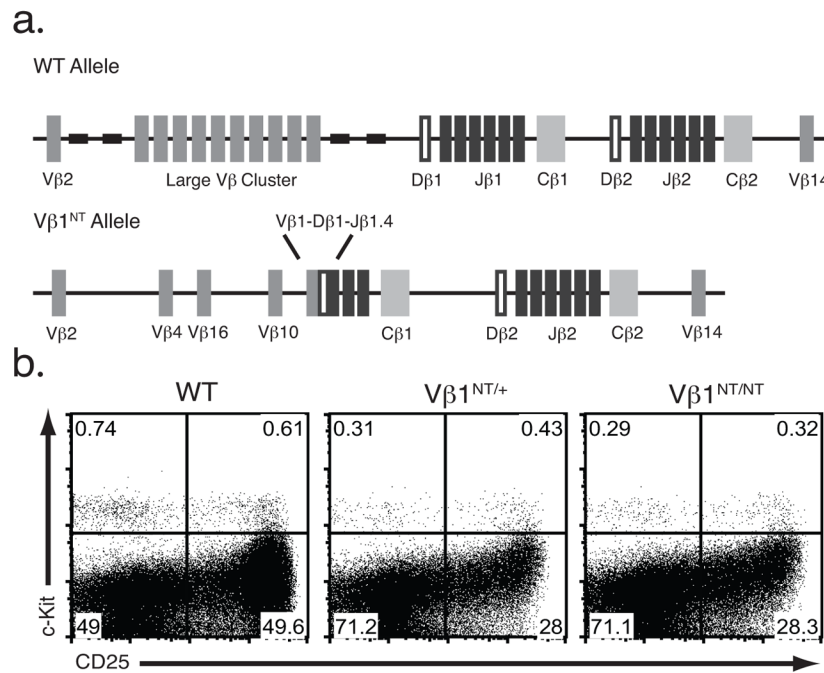 a.
WT Allele
Vβ2 Large Vβ Cluster Dβ1 Jβ1 Cβ1 Dβ2 Jβ2 Cβ2 Vβ14
Vβ1NT Allele Vβ1-Dβ1-Jβ1.4
Vβ2 Vβ4 Vβ16 Vβ10 Cβ1 Dβ2 Jβ2 Cβ2 Vβ14
b.
WT Vβ1NT/+ Vβ1NT/NT
0.74 0.61 0.31 0.43 0.29 0.32
49 49.6 71.2 28 71.1 28.3
c-Kit
CD25